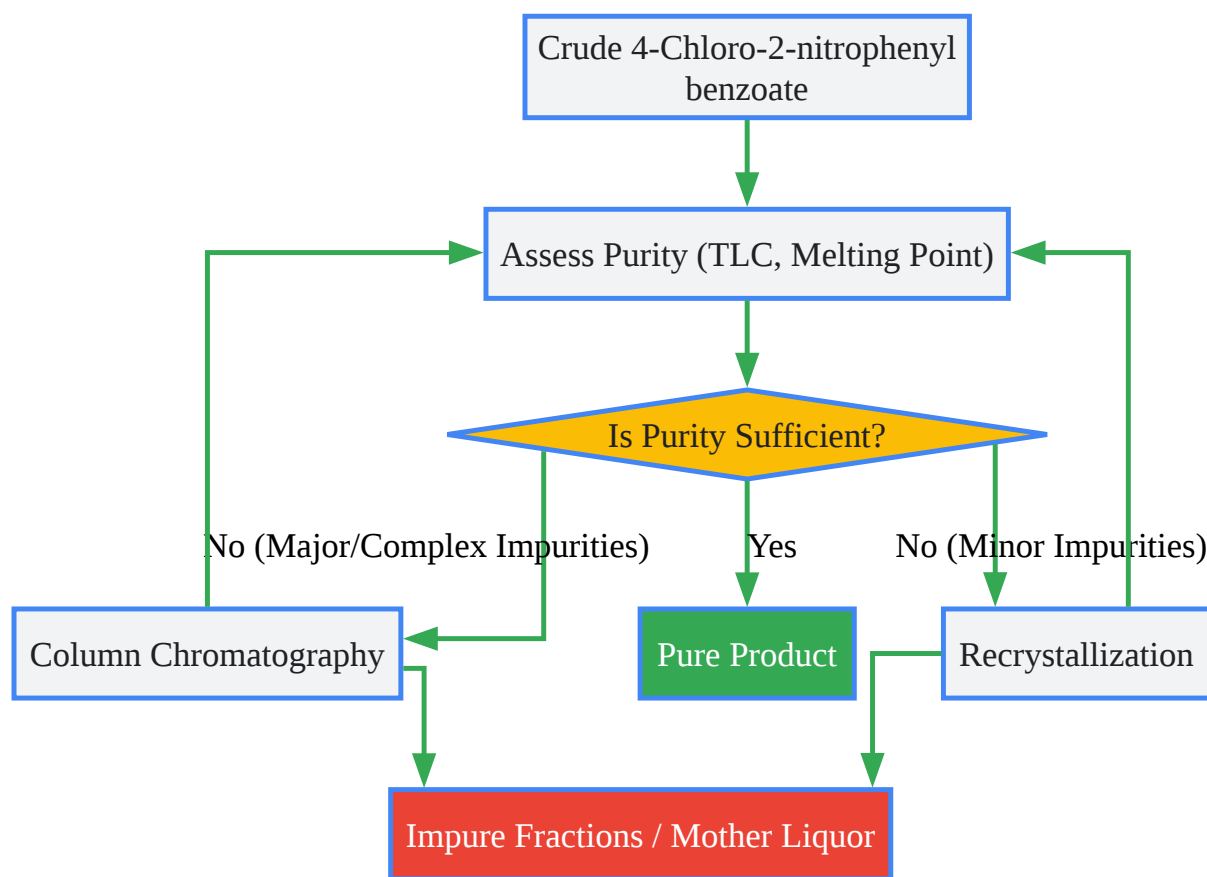 Crude 4-Chloro-2-nitrophenyl
benzoate
Assess Purity (TLC, Melting Point)
Is Purity Sufficient?
No (Major/Complex Impurities)
Yes
No (Minor Impurities)
Column Chromatography
Pure Product
Recrystallization
Impure Fractions / Mother Liquor